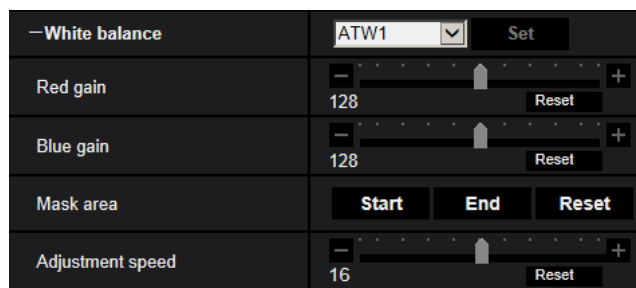 —White balance ATW1 Set
Red gain − +
128 Reset
Blue gain − +
128 Reset
Mask area Start End Reset
Adjustment speed − +
16 Reset